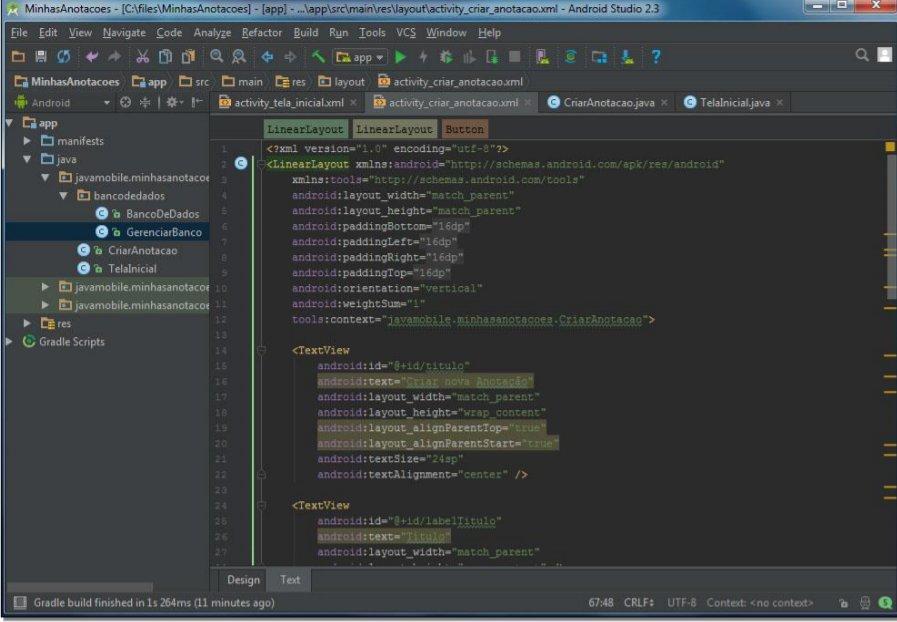 MinhasAnotacoes - [C:\files\MinhasAnotacoes] - [app] - ...\app\src\main\res\layout\activity_criar_anotacao.xml - Android Studio 2.3
File Edit View Navigate Code Analyze Refactor Build Run Tools VCS Window Help
app
MinhasAnotacoes app src main res layout activity_criar_anotacao.xml
Android activity_tela_inicial.xml activity_criar_anotacao.xml CriarAnotacao.java TelaInicial.java
app
manifests
java
javamobile.minhasanotacoe
bancodedados
BancoDeDados
GerenciarBanco
CriarAnotacao
TelaInicial
javamobile.minhasanotacoe
javamobile.minhasanotacoe
res
Gradle Scripts
LinearLayout LinearLayout Button
1 <?xml version="1.0" encoding="utf-8"?>
2 <LinearLayout xmlns:android="http://schemas.android.com/apk/res/android"
3 xmlns:tools="http://schemas.android.com/tools"
4 android:layout_width="match_parent"
5 android:layout_height="match_parent"
6 android:paddingBottom="16dp"
7 android:paddingLeft="16dp"
8 android:paddingRight="16dp"
9 android:paddingTop="16dp"
10 android:orientation="vertical"
11 android:weightSum="1"
12 tools:context="javamobile.minhasanotacoes.CriarAnotacao">
13
14 <TextView
15 android:id="@+id/titulo"
16 android:text="Criar nova Anotação"
17 android:layout_width="match_parent"
18 android:layout_height="wrap_content"
19 android:layout_alignParentTop="true"
20 android:layout_alignParentStart="true"
21 android:textSize="24sp"
22 android:textAlignment="center" />
23
24 <TextView
25 android:id="@+id/labelTitulo"
26 android:text="Titulo"
27 android:layout_width="match_parent"
Design Text
Gradle build finished in 1s 264ms (11 minutes ago) 67:48 CRLF UTF-8 Context: <no context>